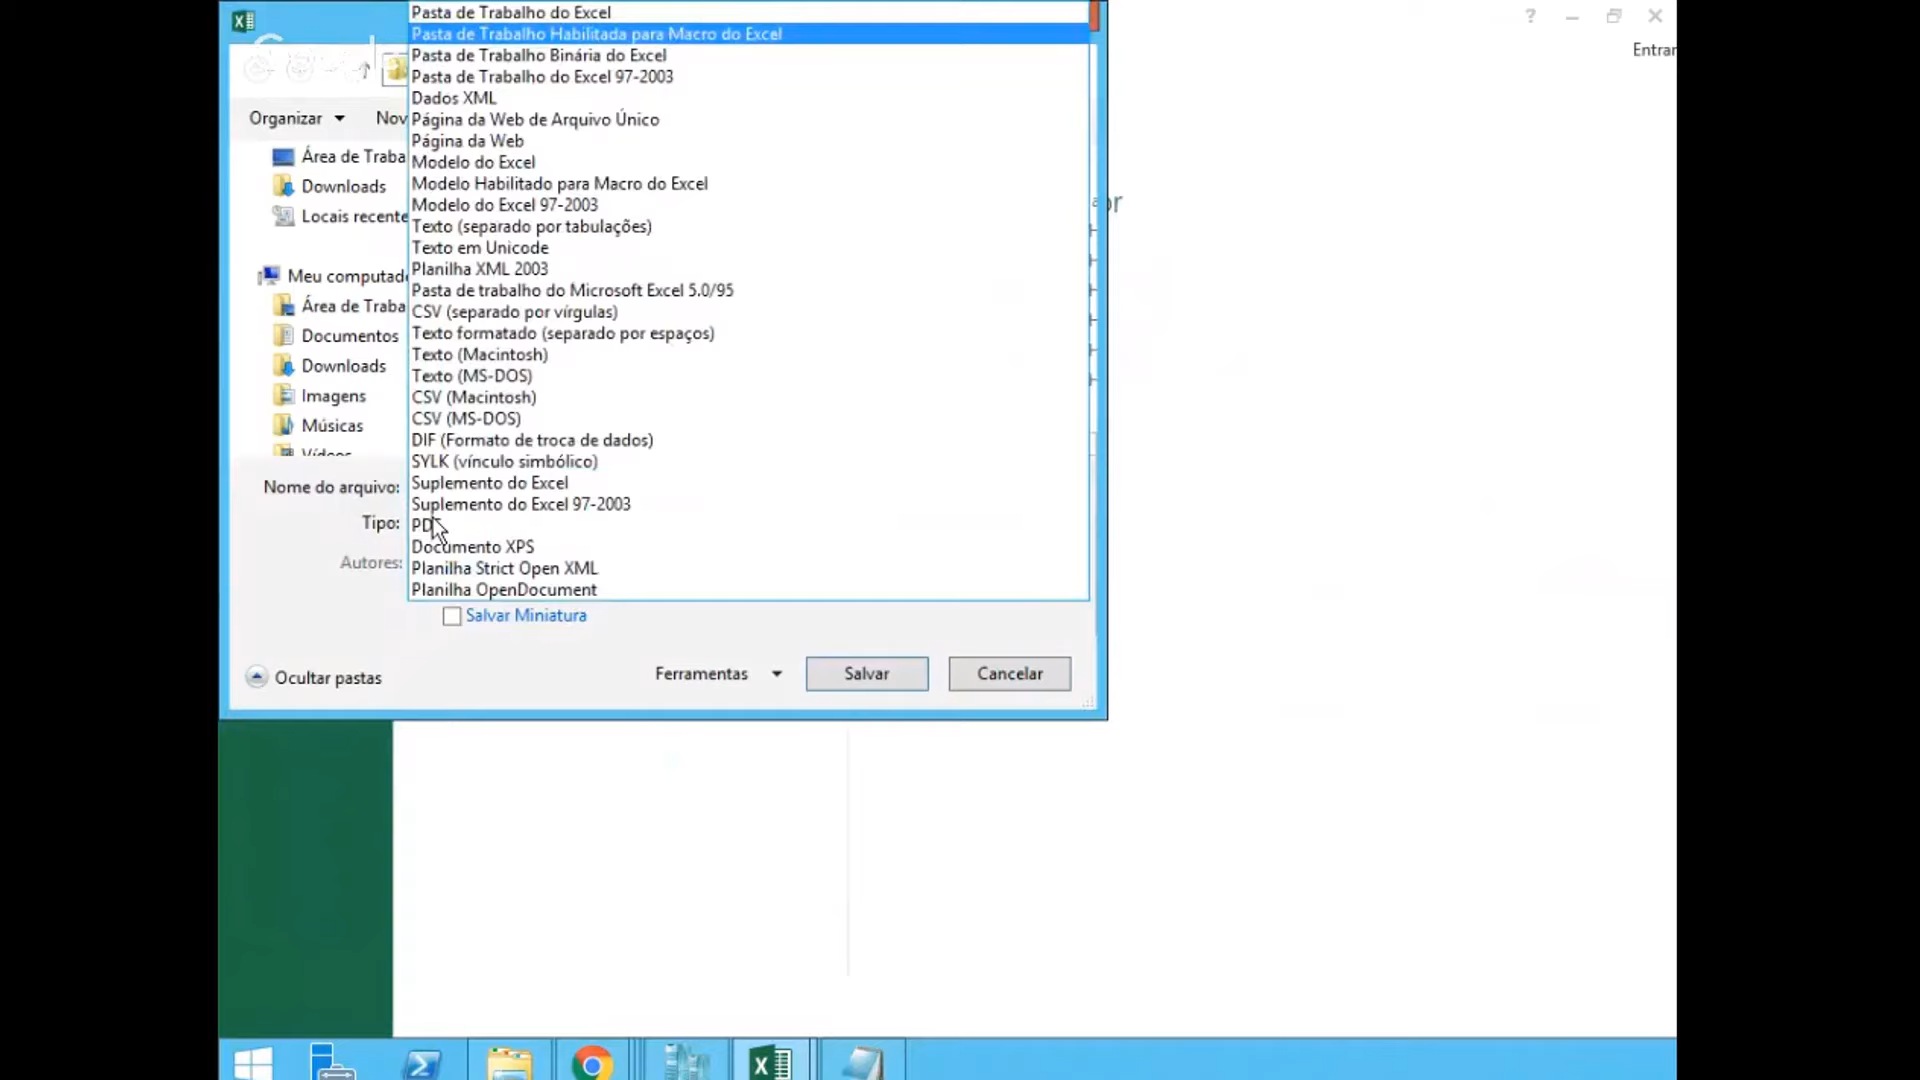 Pasta de Trabalho do Excel
Pasta de Trabalho Habilitada para Macro do Excel
Pasta de Trabalho Binária do Excel
Pasta de Trabalho do Excel 97-2003
Dados XML
Página da Web de Arquivo Único
Página da Web
Modelo do Excel
Modelo Habilitado para Macro do Excel
Modelo do Excel 97-2003
Texto (separado por tabulações)
Texto em Unicode
Planilha XML 2003
Pasta de trabalho do Microsoft Excel 5.0/95
CSV (separado por vírgulas)
Texto formatado (separado por espaços)
Texto (Macintosh)
Texto (MS-DOS)
CSV (Macintosh)
CSV (MS-DOS)
DIF (Formato de troca de dados)
SYLK (vínculo simbólico)
Suplemento do Excel
Suplemento do Excel 97-2003
Documento XPS
Planilha Strict Open XML
Planilha OpenDocument
?
Entrar
Organizar Nov
Área de Traba
Downloads
Locais recente
Meu computado
Área de Traba
Documentos
Downloads
Imagens
Músicas
Vídeos
Nome do arquivo:
Tipo:
Autores:
Salvar Miniatura
Ocultar pastas
Ferramentas
Salvar
Cancelar